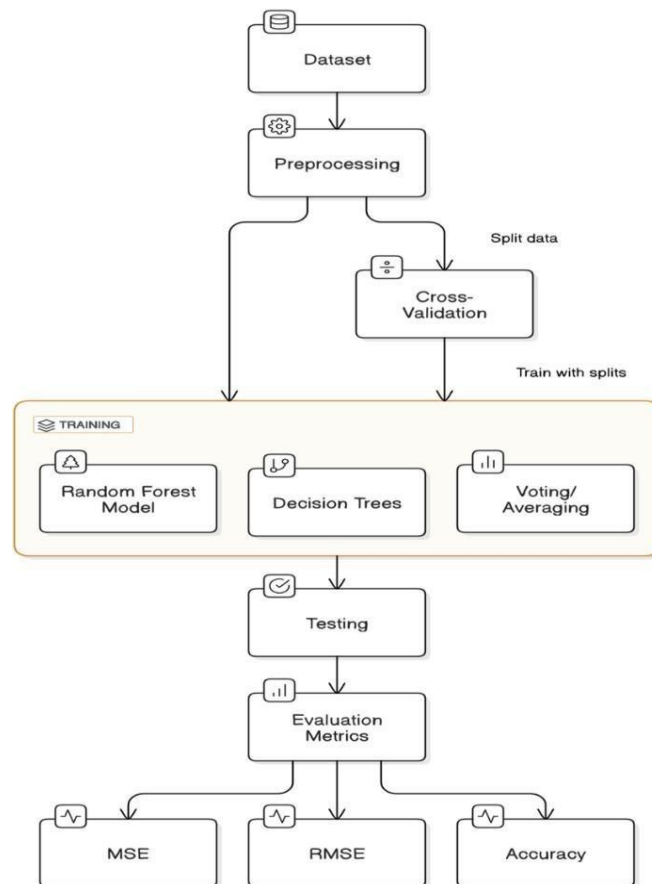 Dataset
Preprocessing
Split data
Cross-
Validation
Train with splits
TRAINING
Random Forest
Model
Decision Trees
Voting/
Averaging
Testing
Evaluation
Metrics
MSE
RMSE
Accuracy